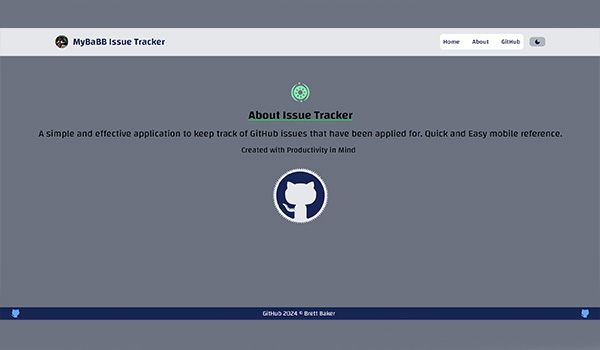 MyBaBB Issue Tracker
Home About GitHub
About Issue Tracker
A simple and effective application to keep track of GitHub issues that have been applied for. Quick and Easy mobile reference.
Created with Productivity in Mind
GitHub 2024 © Brett Baker